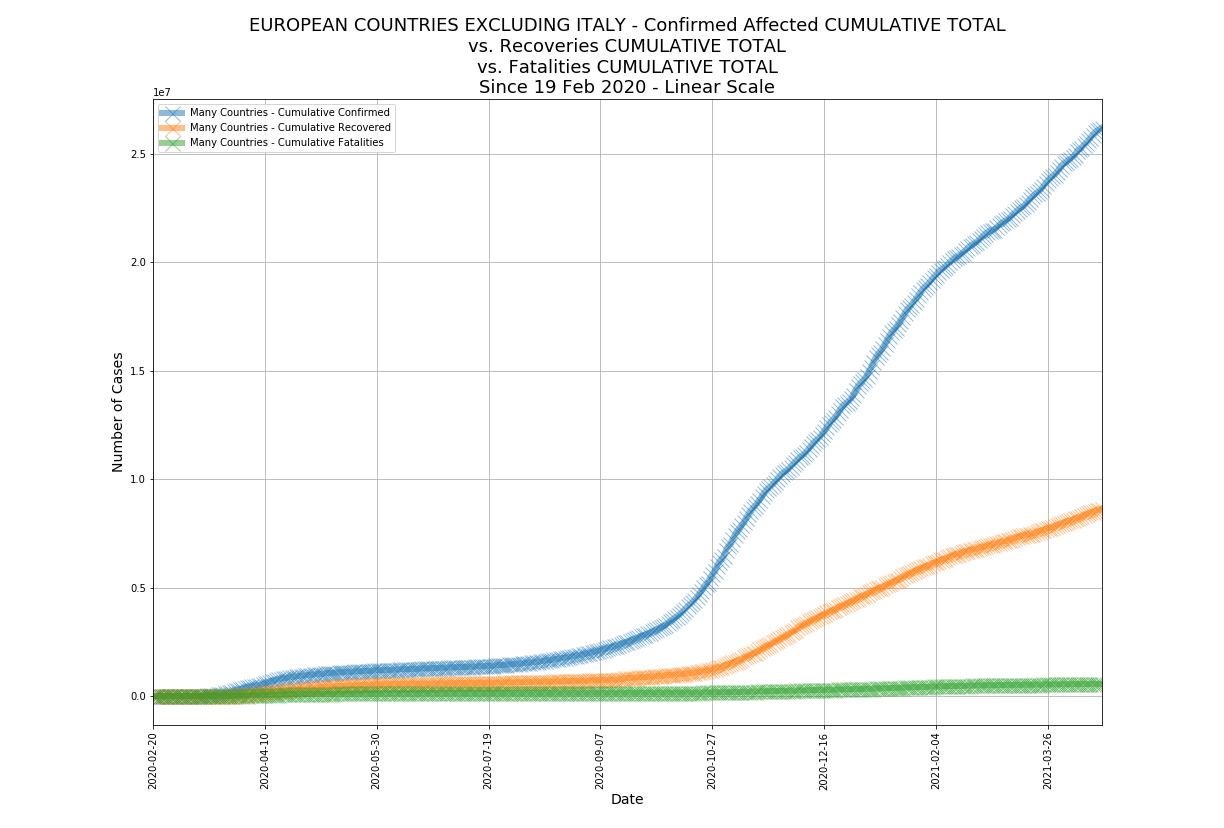 EUROPEAN COUNTRIES EXCLUDING ITALY - Confirmed Affected CUMULATIVE TOTAL
vs. Recoveries CUMULATIVE TOTAL
vs. Fatalities CUMULATIVE TOTAL
Since 19 Feb 2020 - Linear Scale
1e7
Many Countries - Cumulative Confirmed
Many Countries - Cumulative Recovered
Many Countries - Cumulative Fatalities
2.5
2.0
1.5
1.0
0.5
0.0
Number of Cases
2020-02-20
2020-04-10
2020-05-30
2020-07-19
2020-09-07
2020-10-27
2020-12-16
2021-02-04
2021-03-26
Date